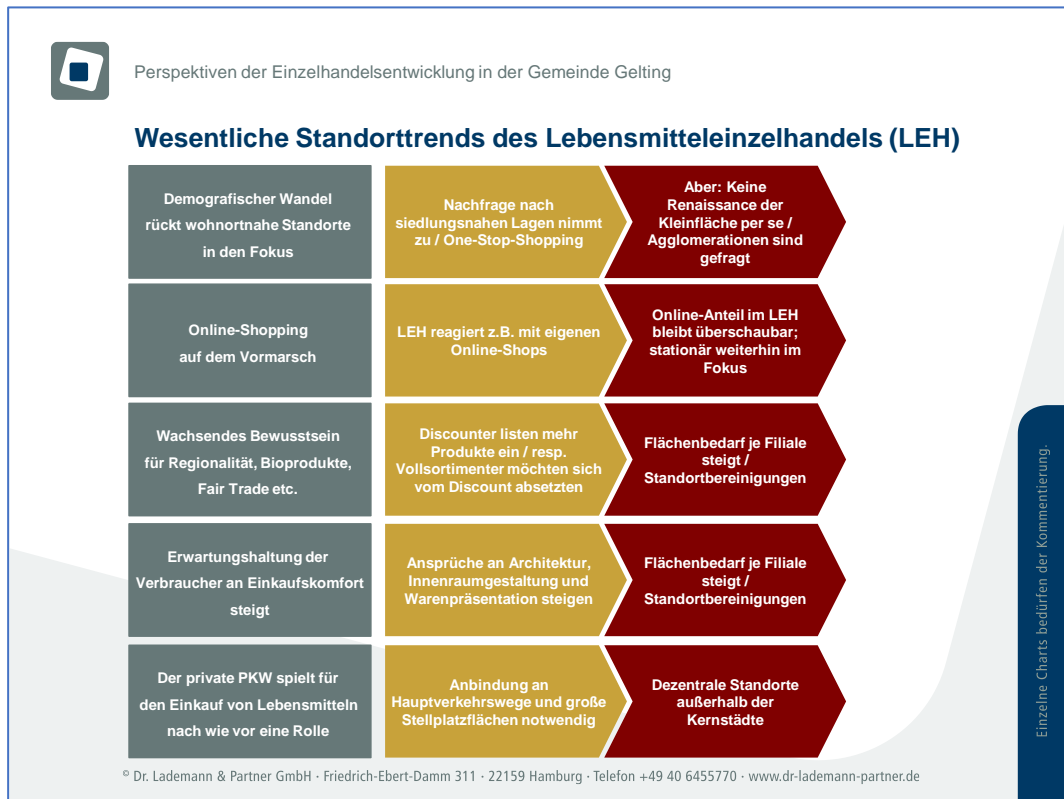 Perspektiven der Einzelhandelsentwicklung in der Gemeinde Gelting
Wesentliche Standorttrends des Lebensmitteleinzelhandels (LEH)
Demografischer Wandel
rückt wohnortnahe Standorte
in den Fokus
Nachfrage nach
siedlungsnahen Lagen nimmt
zu / One-Stop-Shopping
Aber: Keine
Renaissance der
Kleinfläche per se /
Agglomerationen sind
gefragt
Online-Shopping
auf dem Vormarsch
LEH reagiert z.B. mit eigenen
Online-Shops
Online-Anteil im LEH
bleibt überschaubar;
stationär weiterhin im
Fokus
Wachsendes Bewusstsein
für Regionalität, Bioprodukte,
Fair Trade etc.
Discounter listen mehr
Produkte ein / resp.
Vollsortimenter möchten sich
vom Discount absetzten
Flächenbedarf je Filiale
steigt /
Standortbereinigungen
Erwartungshaltung der
Verbraucher an Einkaufskomfort
steigt
Ansprüche an Architektur,
Innenraumgestaltung und
Warenpräsentation steigen
Flächenbedarf je Filiale
steigt /
Standortbereinigungen
Der private PKW spielt für
den Einkauf von Lebensmitteln
nach wie vor eine Rolle
Anbindung an
Hauptverkehrswege und große
Stellplatzflächen notwendig
Dezentrale Standorte
außerhalb der
Kernstädte
Einzelne Charts bedürfen der Kommentierung.
© Dr. Lademann & Partner GmbH · Friedrich-Ebert-Damm 311 · 22159 Hamburg · Telefon +49 40 6455770 · www.dr-lademann-partner.de